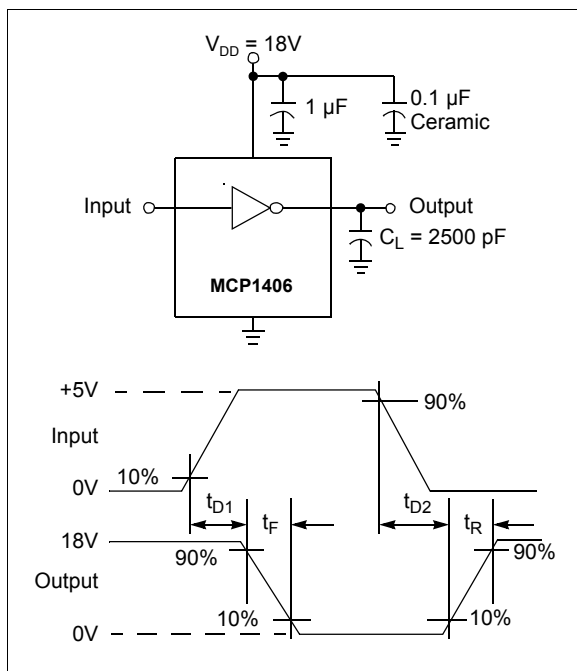 V_DD = 18V
1 µF
0.1 µF
Ceramic
Input
Output
C_L = 2500 pF
MCP1406
+5V
90%
Input
10%
0V
t_D1
t_F
t_D2
t_R
18V
90%
90%
Output
10%
10%
0V